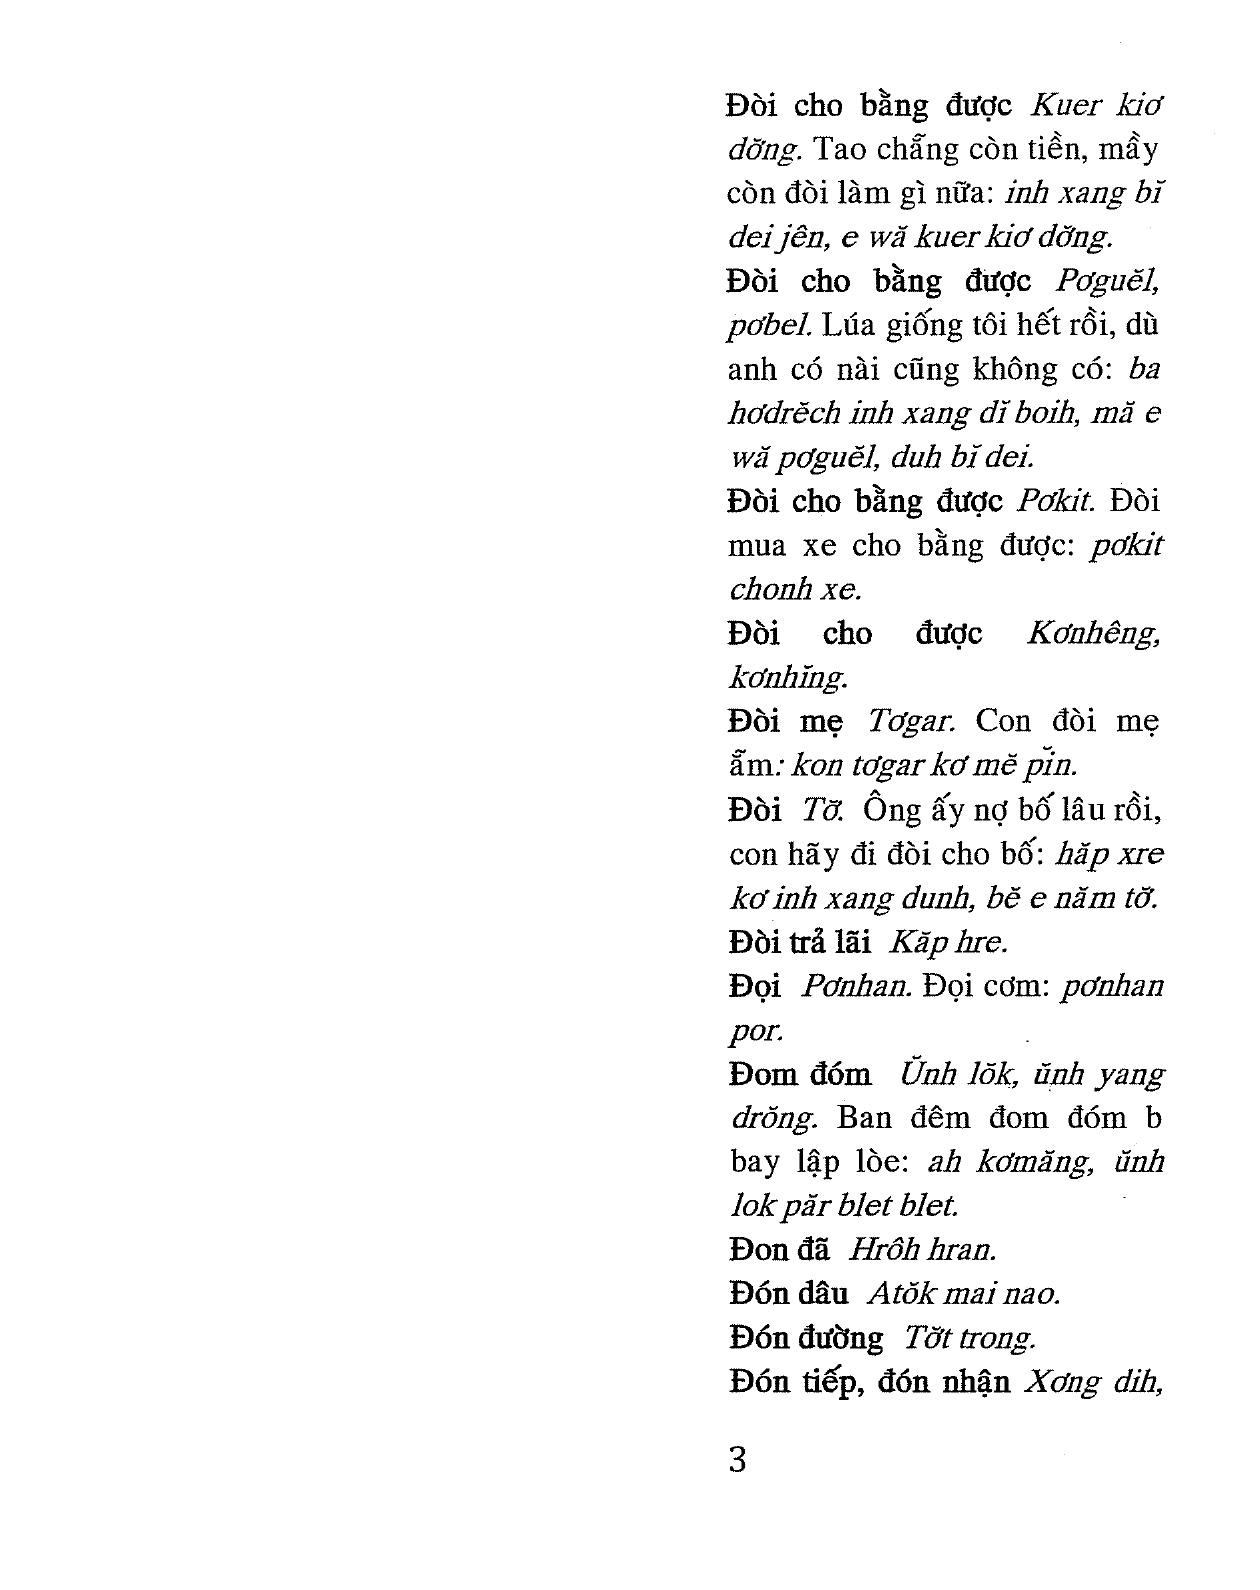 Đòi cho bằng được Kuer kiơ
dơ̆ng. Tao chẵng còn tiền, mầy
còn đòi làm gì nữa: inh xang bĭ
dei jên, e wă kuer kiơ dơ̆ng.
Đòi cho bằng được Pơguĕl,
pơbel. Lúa giống tôi hết rồi, dù
anh có nài cũng không có: ba
hơdrĕch inh xang dĭ boih, mă e
wă pơguĕl, duh bĭ dei.
Đòi cho bằng được Pơkit. Đòi
mua xe cho bằng được: pơkit
chonh xe.
Đòi cho được Kơnhêng,
kơnhĭng.
Đòi mẹ Tơgar. Con đòi mẹ
ẵm: kon tơgar kơ mĕ pĭn.
Đòi Tơ̆. Ông ấy nợ bố lâu rồi,
con hãy đi đòi cho bố: hăp xre
kơ inh xang dunh, bĕ e năm tơ̆.
Đòi trả lãi Kăp hre.
Đọi Pơnhan. Đọi cơm: pơnhan
por.
Đom đóm Ŭnh lŏk, ŭnh yang
drŏng. Ban đêm đom đóm b
bay lập lòe: ah kơmăng, ŭnh
lok păr blet blet.
Đon đã Hrôh hran.
Đón dâu Atŏk mai nao.
Đón đường Tơ̆t trong.
Đón tiếp, đón nhận Xơng dih,
3